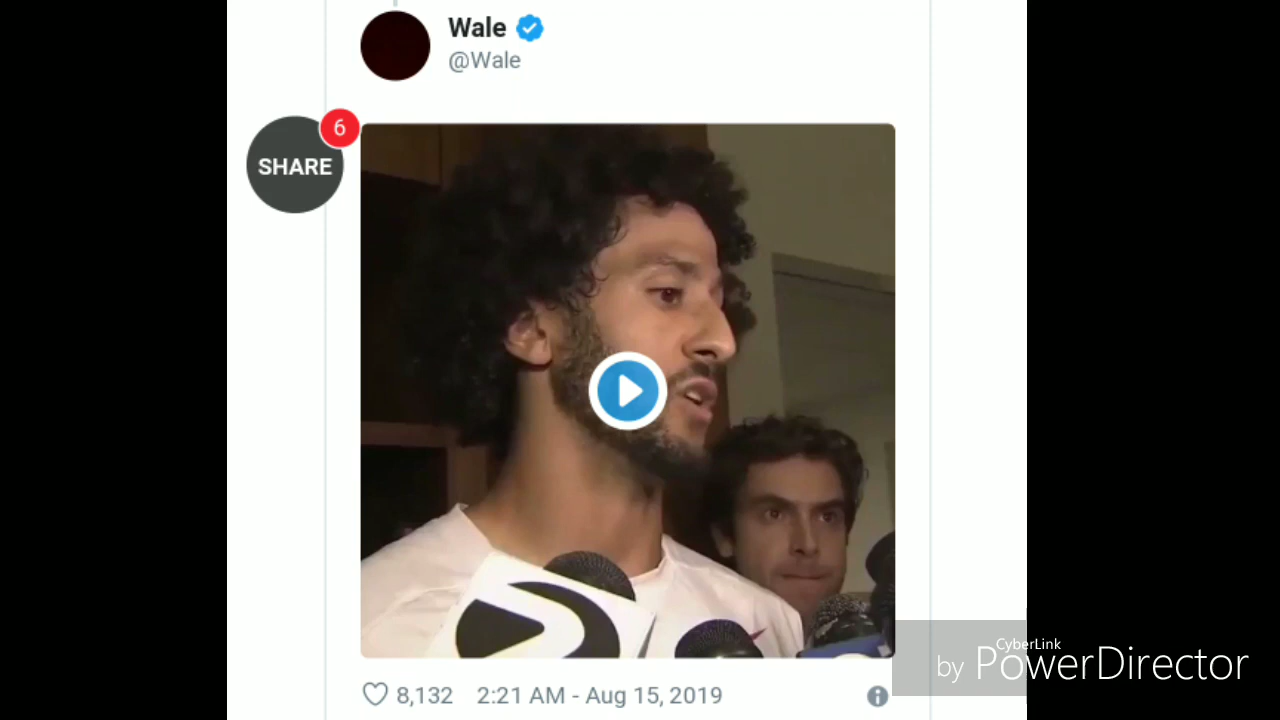 Wale
@Wale
6
SHARE
8,132 2:21 AM - Aug 15, 2019
CyberLink
by PowerDirector